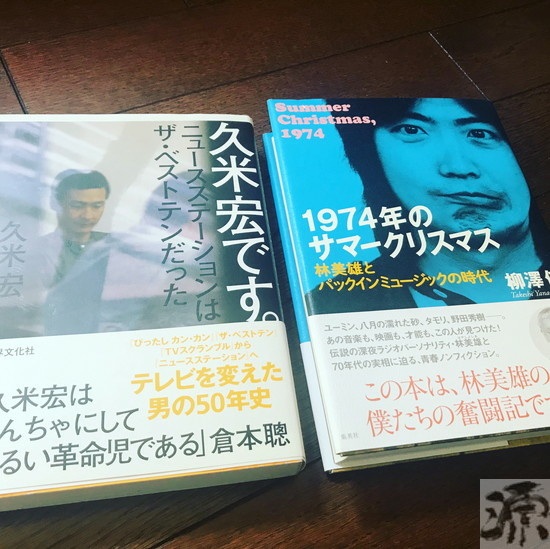 久米宏です。
ニュースステーションは
ザ・ベストテンだった
久米宏
文化社
「ぴったし カン・カン」「ザ・ベストテン」
「TVスクランブル」から
「ニュースステーション」へ
テレビを変えた
男の50年史
久米宏は
んちゃにして
るい革命児である」倉本聰
Summer
Christmas,
1974
1974年の
サマークリスマス
林美雄と
パックインミュージックの時代
柳澤
Takeshi Yana
ユーミン、八月の濡れた砂、タモリ、野田秀樹――。
あの音楽も、映画も、才能も、この人が見つけた!
伝説の深夜ラジオパーソナリティ・林美雄と
70年代の実相に迫る、青春ノンフィクション。
この本は、林美雄の
僕たちの奮闘記で
集英社
源